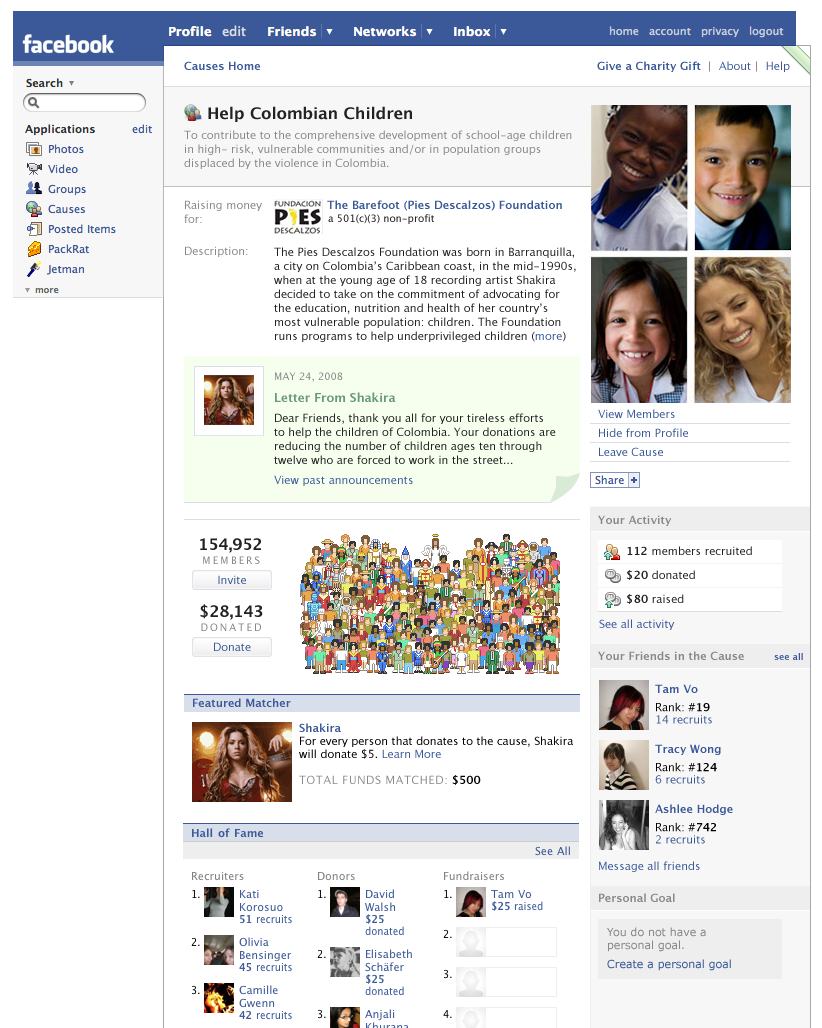 facebook
Profile edit Friends Networks Inbox
home account privacy logout
Search
Applications edit
Photos
Video
Groups
Causes
Posted Items
PackRat
Jetman
more
Causes Home
Give a Charity Gift | About | Help
Help Colombian Children
To contribute to the comprehensive development of school-age children
in high- risk, vulnerable communities and/or in population groups
displaced by the violence in Colombia.
Raising money
for:
FUNDACION
PIES
DESCALZOS
The Barefoot (Pies Descalzos) Foundation
a 501(c)(3) non-profit
Description:
The Pies Descalzos Foundation was born in Barranquilla,
a city on Colombia's Caribbean coast, in the mid-1990s,
when at the young age of 18 recording artist Shakira
decided to take on the commitment of advocating for
the education, nutrition and health of her country's
most vulnerable population: children. The Foundation
runs programs to help underprivileged children (more)
MAY 24, 2008
Letter From Shakira
Dear Friends, thank you all for your tireless efforts
to help the children of Colombia. Your donations are
reducing the number of children ages ten through
twelve who are forced to work in the street...
View past announcements
154,952
MEMBERS
Invite
$28,143
DONATED
Donate
Featured Matcher
Shakira
For every person that donates to the cause, Shakira
will donate $5. Learn More
TOTAL FUNDS MATCHED: $500
Hall of Fame
See All
Recruiters
1. Kati
Korosuo
51 recruits
2. Olivia
Bensinger
45 recruits
3. Camille
Gwenn
42 recruits
Donors
1. David
Walsh
$25
donated
2. Elisabeth
Schäfer
$25
donated
3. Anjali
Khurana
Fundraisers
1. Tam Vo
$25 raised
2.
3.
4.
View Members
Hide from Profile
Leave Cause
Share +
Your Activity
112 members recruited
$20 donated
$80 raised
See all activity
Your Friends in the Cause see all
Tam Vo
Rank: #19
14 recruits
Tracy Wong
Rank: #124
6 recruits
Ashlee Hodge
Rank: #742
2 recruits
Message all friends
Personal Goal
You do not have a
personal goal.
Create a personal goal